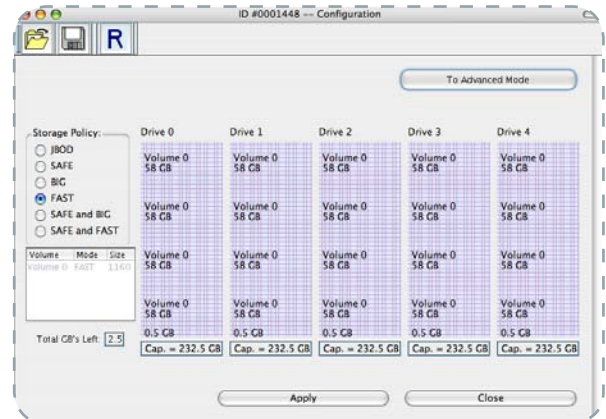 ID #0001448 -- Configuration
R
To Advanced Mode
Storage Policy:
JBOD
SAFE
BIG
FAST
SAFE and BIG
SAFE and FAST
Volume Mode Size
Volume 0 FAST 1160
Total GB's Left: 2.5
Drive 0 Drive 1 Drive 2 Drive 3 Drive 4
Volume 0 Volume 0 Volume 0 Volume 0 Volume 0
58 GB 58 GB 58 GB 58 GB 58 GB
Volume 0 Volume 0 Volume 0 Volume 0 Volume 0
58 GB 58 GB 58 GB 58 GB 58 GB
Volume 0 Volume 0 Volume 0 Volume 0 Volume 0
58 GB 58 GB 58 GB 58 GB 58 GB
Volume 0 Volume 0 Volume 0 Volume 0 Volume 0
58 GB 58 GB 58 GB 58 GB 58 GB
0.5 GB 0.5 GB 0.5 GB 0.5 GB 0.5 GB
Cap. = 232.5 GB Cap. = 232.5 GB Cap. = 232.5 GB Cap. = 232.5 GB Cap. = 232.5 GB
Apply Close